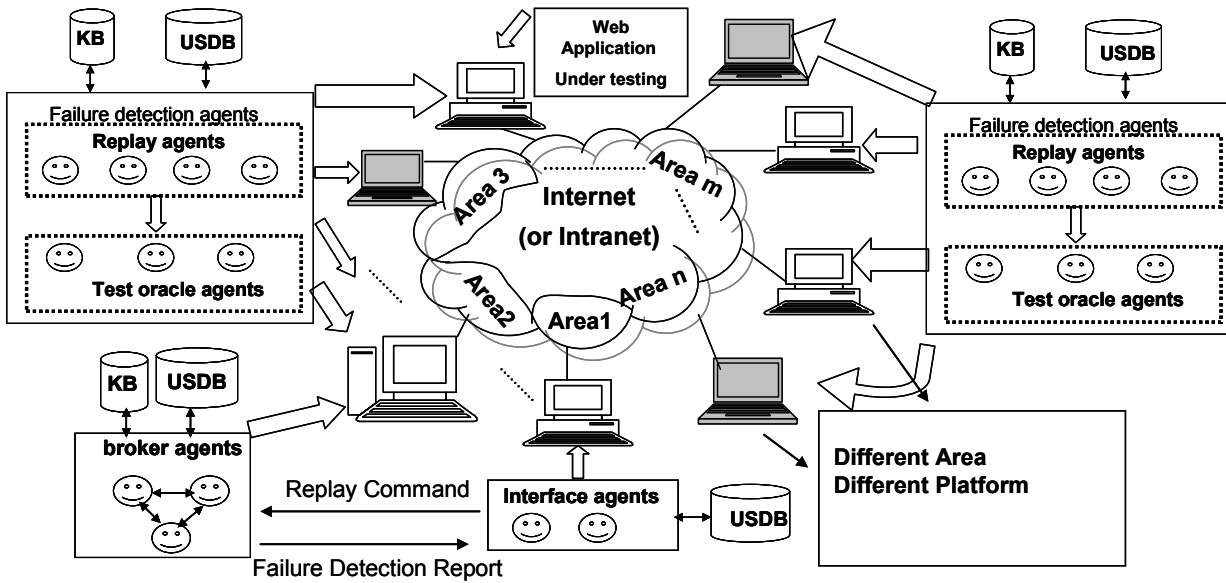 KB
USDB
Web
Application
Under testing
KB
USDB
Failure detection agents
Replay agents
Test oracle agents
Area 3
Area m
Internet
(or Intranet)
Area2
Area1
Area n
Failure detection agents
Replay agents
Test oracle agents
KB
USDB
broker agents
Replay Command
Failure Detection Report
Interface agents
USDB
Different Area
Different Platform